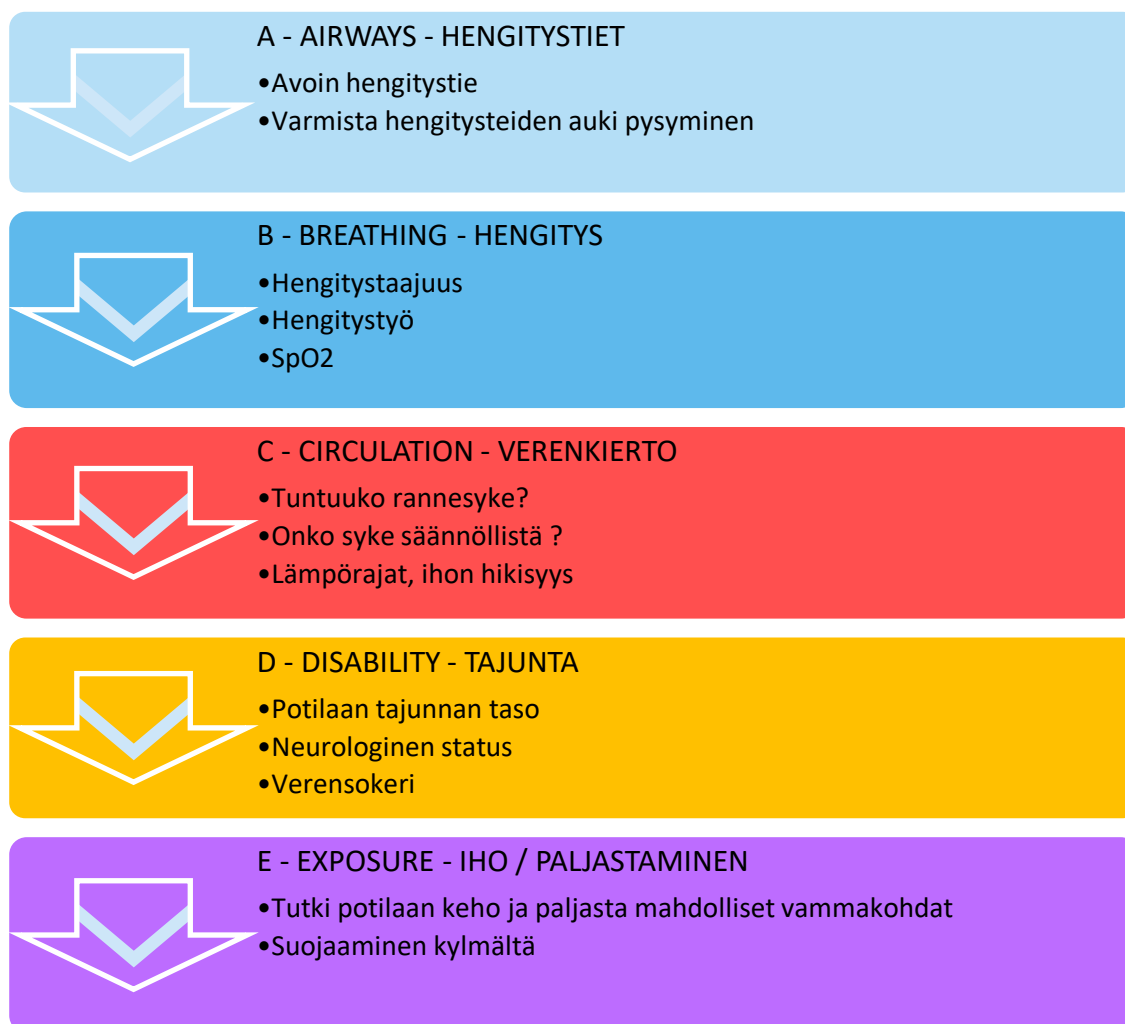 A - AIRWAYS - HENGITYSTIET
•Avoin hengitystie
•Varmista hengitysteiden auki pysyminen
B - BREATHING - HENGITYS
•Hengitystaajuus
•Hengitystyö
•SpO2
C - CIRCULATION - VERENKIERTO
•Tuntuuko rannesyke?
•Onko syke säännöllistä ?
•Lämpörajat, ihon hikisyys
D - DISABILITY - TAJUNTA
•Potilaan tajunnan taso
•Neurologinen status
•Verensokeri
E - EXPOSURE - IHO / PALJASTAMINEN
•Tutki potilaan keho ja paljasta mahdolliset vammakohdat
•Suojaaminen kylmältä